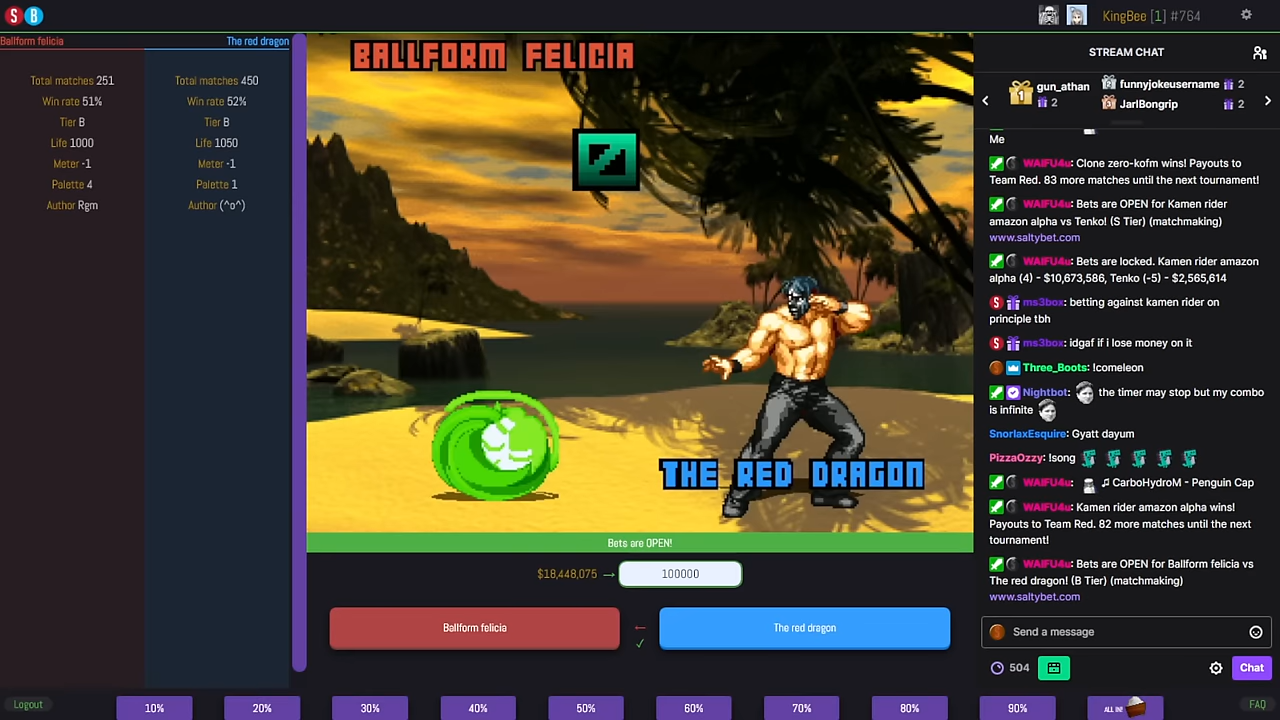 S B
KingBee [1] #764
Ballform felicia
The red dragon
Total matches 251
Win rate 51%
Tier B
Life 1000
Meter -1
Palette 4
Author Rgm
Total matches 450
Win rate 52%
Tier B
Life 1050
Meter -1
Palette 1
Author (^o^)
BALLFORM FELICIA
THE RED DRAGON
Bets are OPEN!
$18,448,075 → 100000
Ballform felicia
← ✓
The red dragon
STREAM CHAT
1 gun_athan
2
2 funnyjokeusername 2
3 JarlBongrip 2
Me
WAIFU4u: Clone zero-kofm wins! Payouts to
Team Red. 83 more matches until the next tournament!
WAIFU4u: Bets are OPEN for Kamen rider
amazon alpha vs Tenko! (S Tier) (matchmaking)
www.saltybet.com
WAIFU4u: Bets are locked. Kamen rider amazon
alpha (4) - $10,673,586, Tenko (-5) - $2,565,614
S ms3box: betting against kamen rider on
principle tbh
S ms3box: idgaf if i lose money on it
Three_Boots: !comeleon
Nightbot: the timer may stop but my combo
is infinite
SnorlaxEsquire: Gyatt dayum
PizzaOzzy: !song
WAIFU4u: ♫ CarboHydroM - Penguin Cap
WAIFU4u: Kamen rider amazon alpha wins!
Payouts to Team Red. 82 more matches until the next
tournament!
WAIFU4u: Bets are OPEN for Ballform felicia vs
The red dragon! (B Tier) (matchmaking)
www.saltybet.com
Send a message
504
Chat
Logout
10%
20%
30%
40%
50%
60%
70%
80%
90%
ALL IN!
FAQ